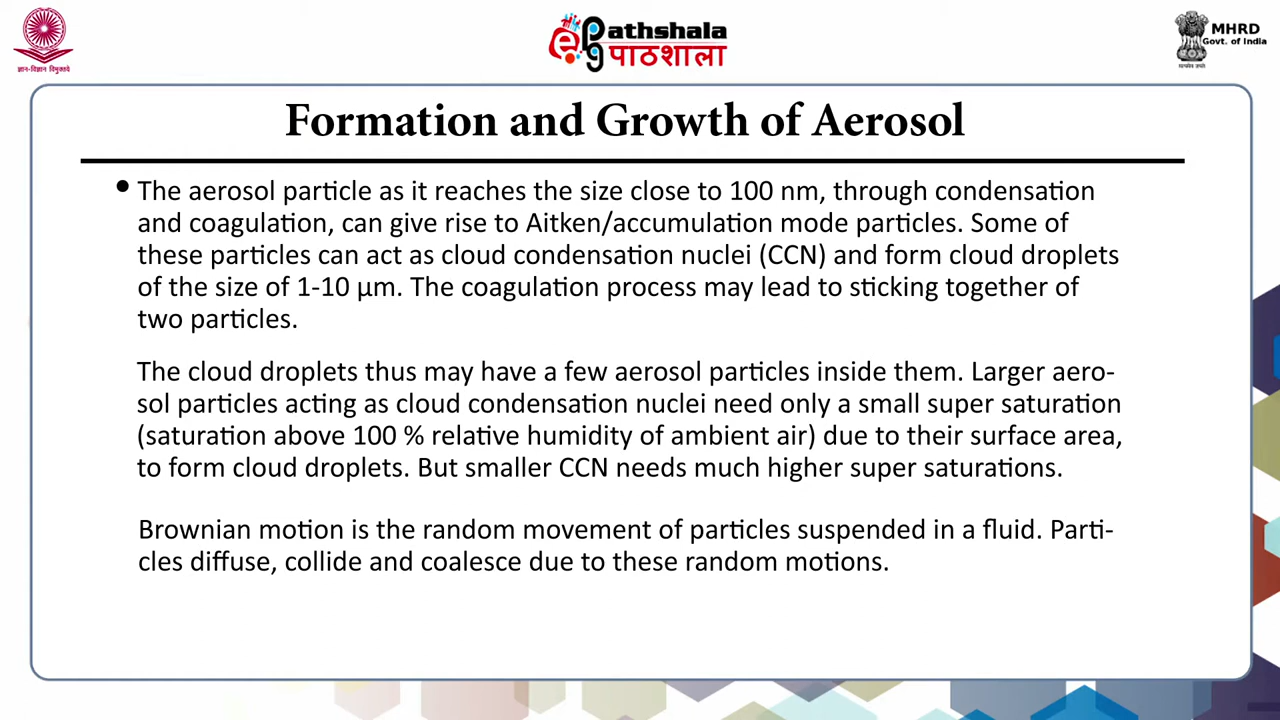 Pathshala
पाठशाला
MHRD
Govt. of India
ज्ञान-विज्ञान विमुक्तये
Formation and Growth of Aerosol
• The aerosol particle as it reaches the size close to 100 nm, through condensation
and coagulation, can give rise to Aitken/accumulation mode particles. Some of
these particles can act as cloud condensation nuclei (CCN) and form cloud droplets
of the size of 1-10 µm. The coagulation process may lead to sticking together of
two particles.
The cloud droplets thus may have a few aerosol particles inside them. Larger aero-
sol particles acting as cloud condensation nuclei need only a small super saturation
(saturation above 100 % relative humidity of ambient air) due to their surface area,
to form cloud droplets. But smaller CCN needs much higher super saturations.
Brownian motion is the random movement of particles suspended in a fluid. Parti-
cles diffuse, collide and coalesce due to these random motions.